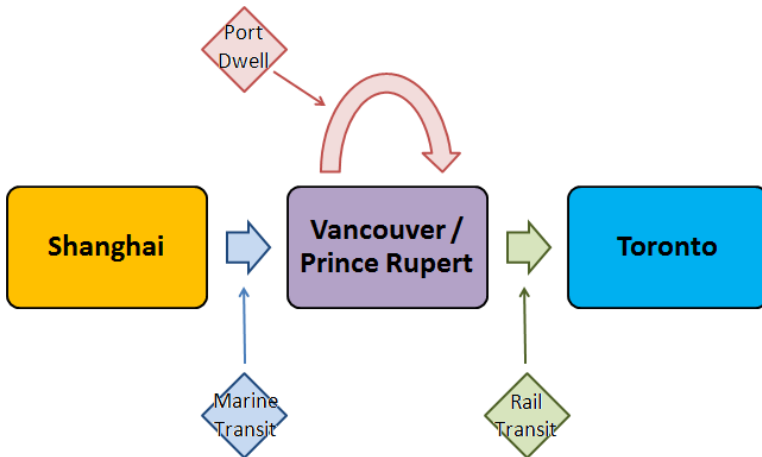 Port
Dwell
Shanghai
Vancouver /
Prince Rupert
Toronto
Marine
Transit
Rail
Transit